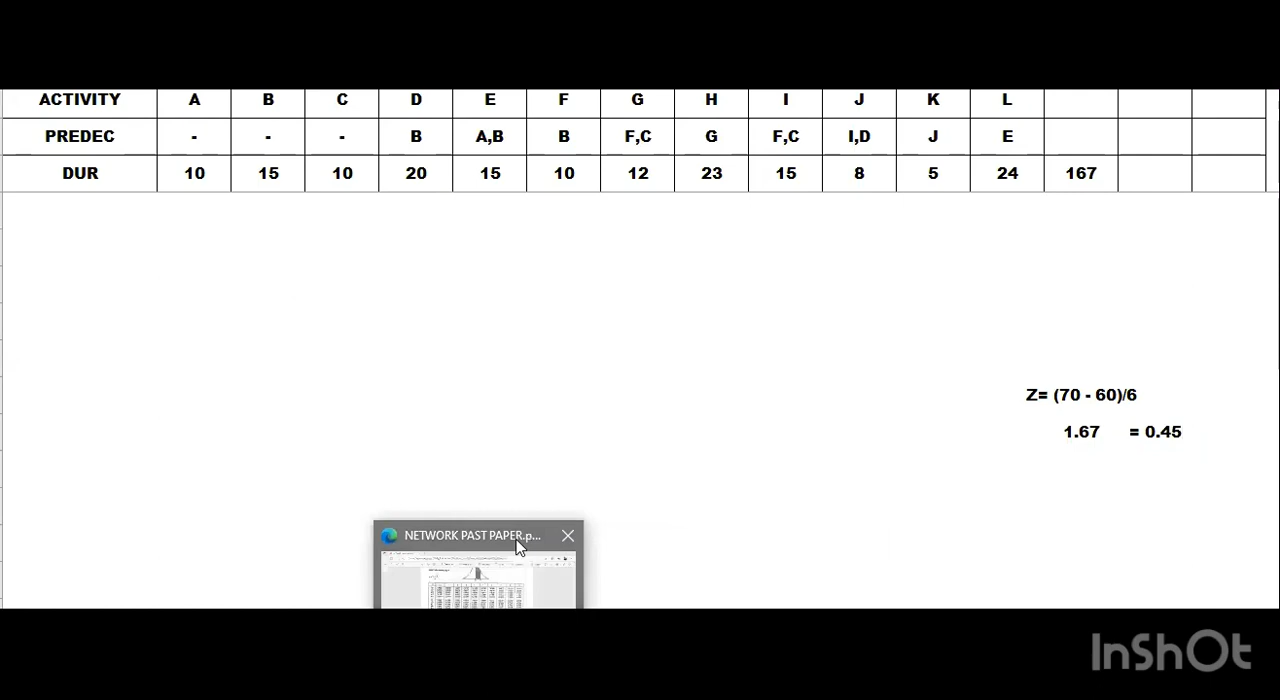 ACTIVITY A B C D E F G H I J K L
PREDEC - - - B A,B B F,C G F,C I,D J E
DUR 10 15 10 20 15 10 12 23 15 8 5 24 167
Z= (70 - 60)/6
1.67 = 0.45
NETWORK PAST PAPER.p...
InShOt